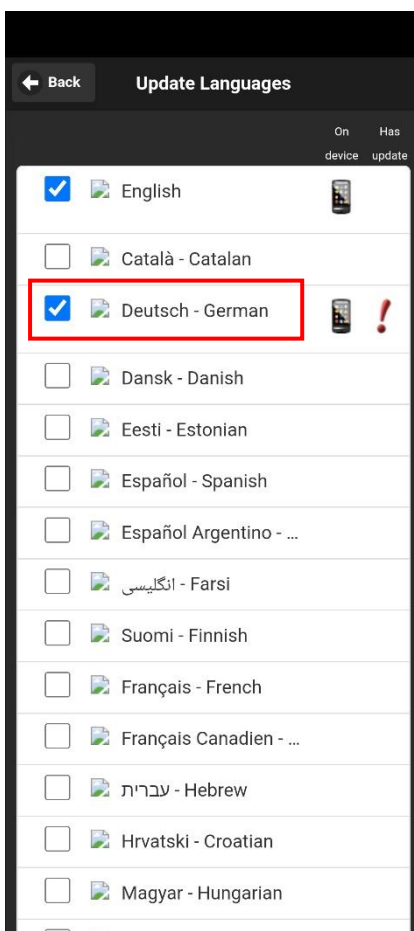 Back
Update Languages
On device
Has update
English
Català - Catalan
Deutsch - German
Dansk - Danish
Eesti - Estonian
Español - Spanish
Español Argentino - ...
انگلیسی - Farsi
Suomi - Finnish
Français - French
Français Canadien - ...
עברית - Hebrew
Hrvatski - Croatian
Magyar - Hungarian